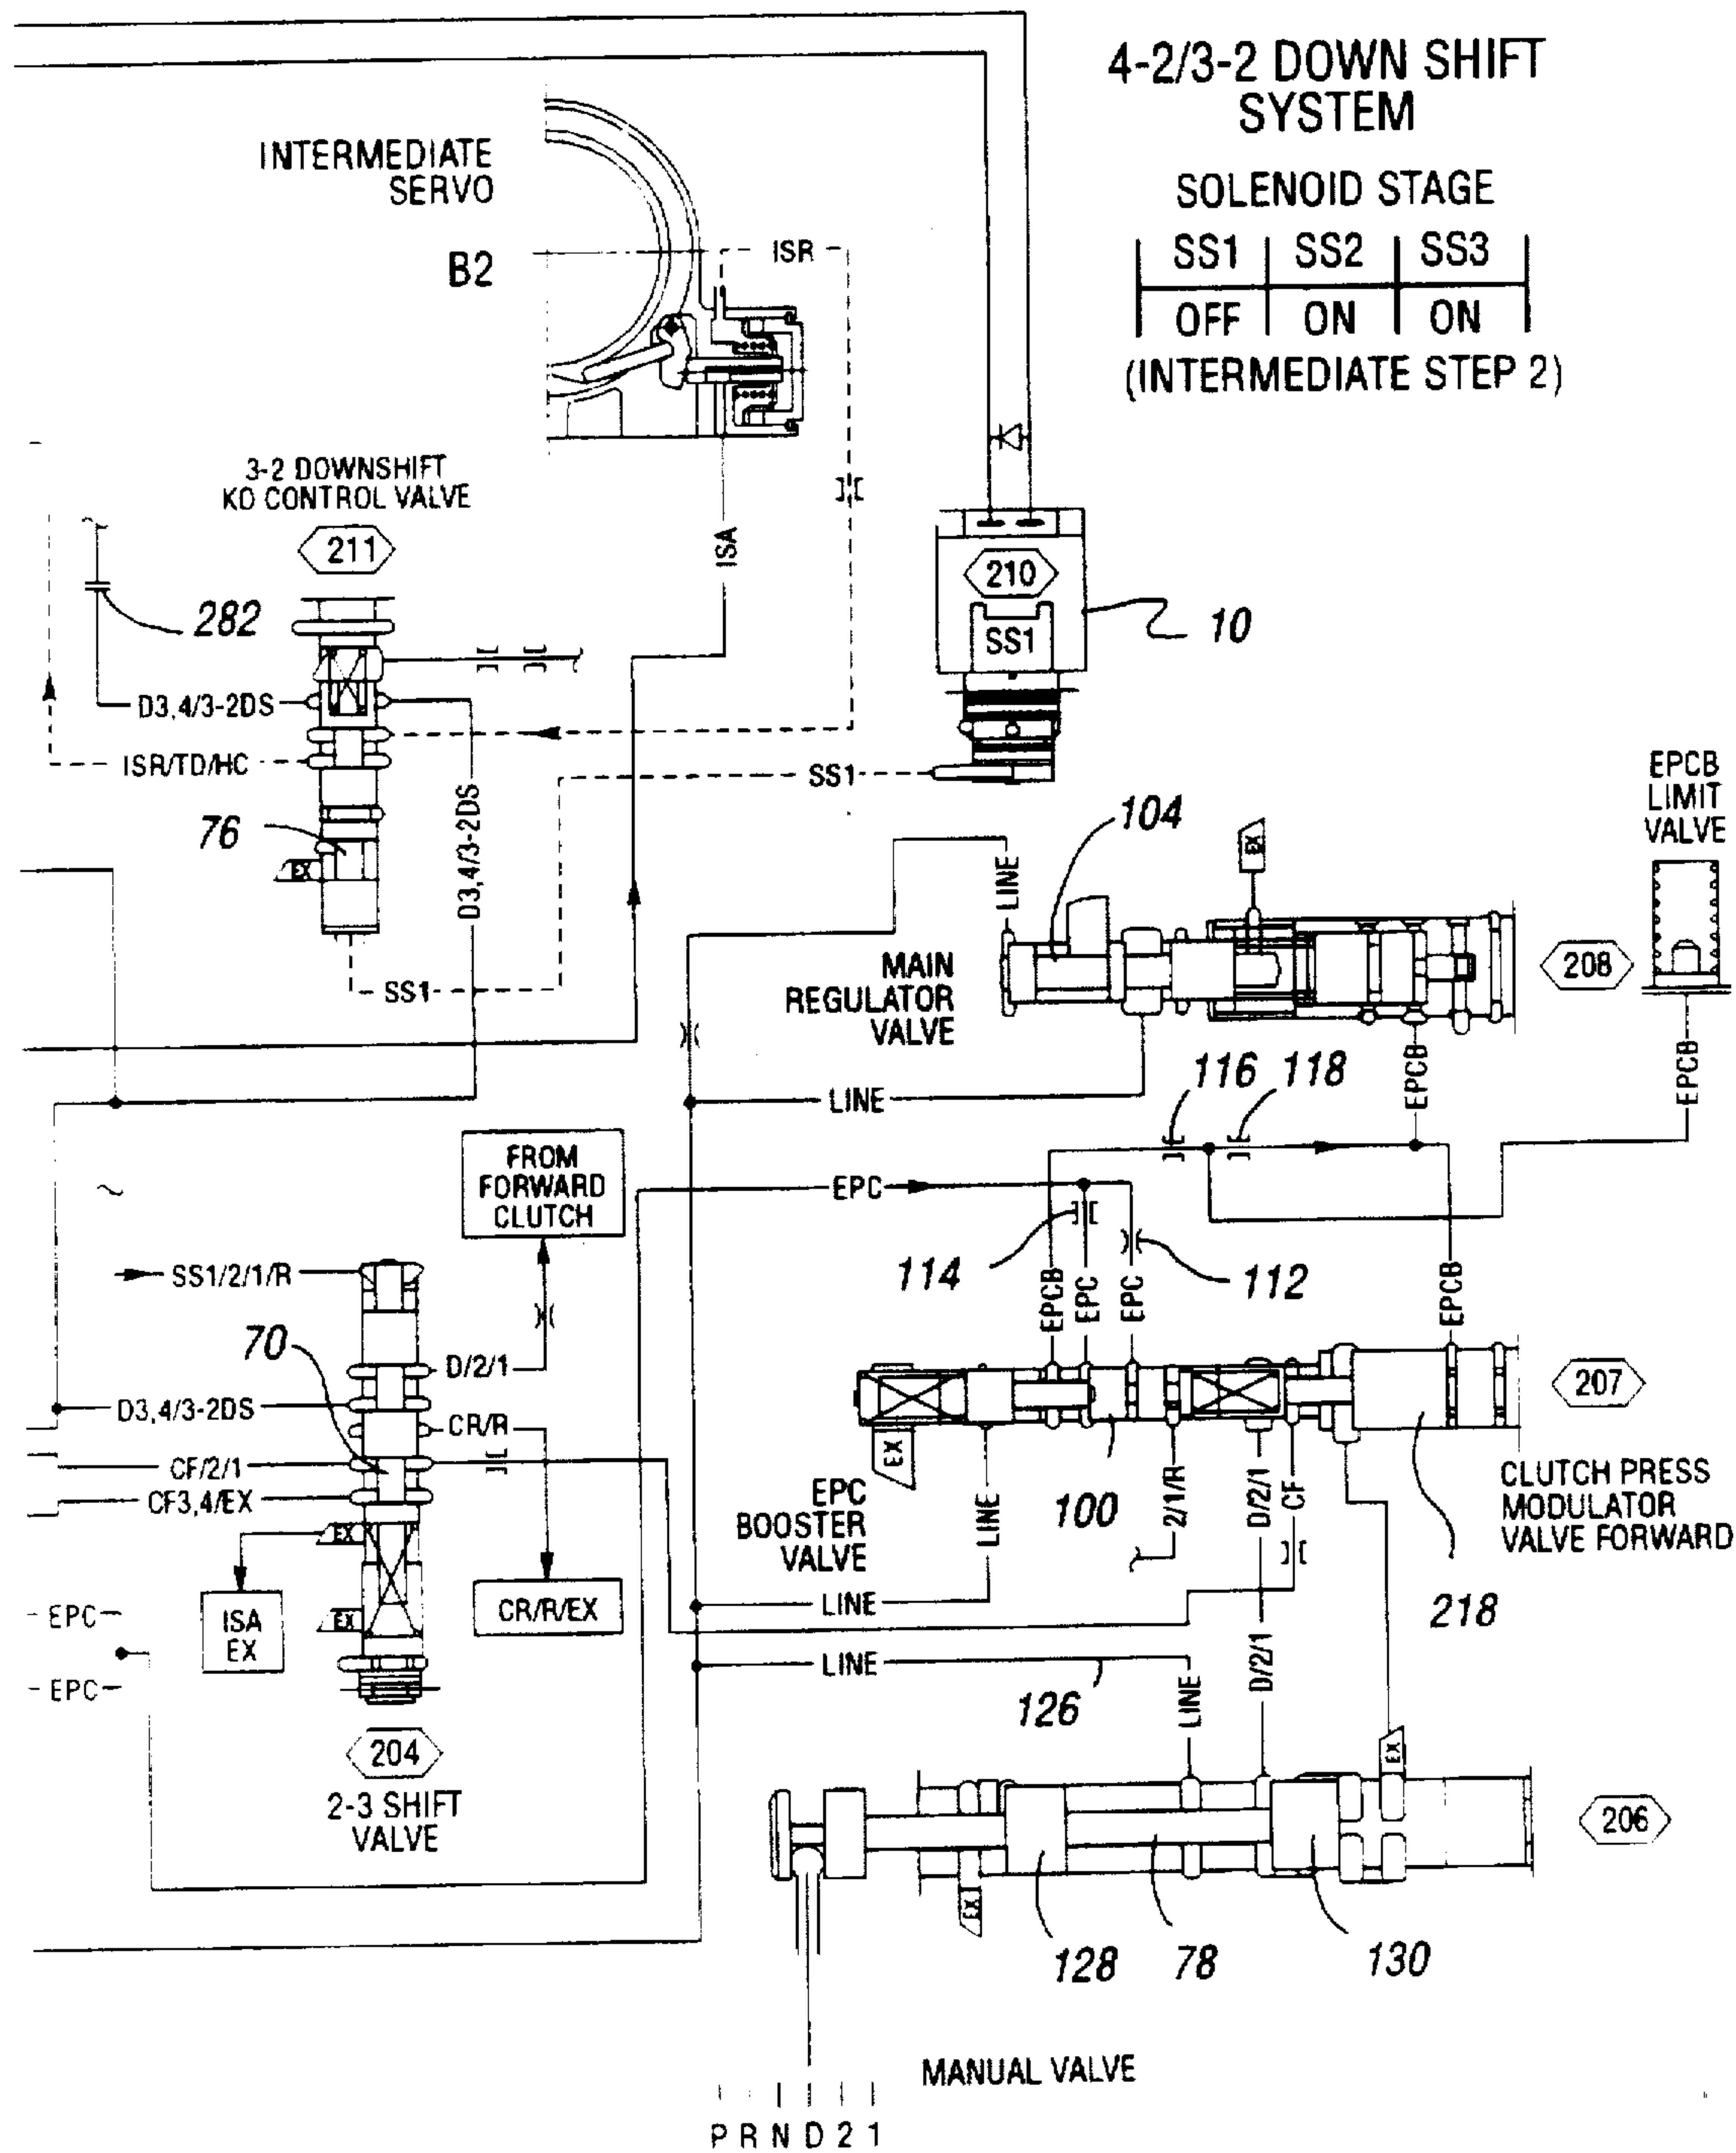 4-2/3-2 DOWN SHIFT
SYSTEM
SOLENOID STAGE
SS1 SS2 SS3
OFF ON ON
(INTERMEDIATE STEP 2)
INTERMEDIATE
SERVO
B2
ISR
3-2 DOWNSHIFT
KD CONTROL VALVE
211
282
ISA
210
SS1
10
D3,4/3-2DS
ISR/TD/HC
SS1
76
EX
D3,4/3-2DS
SS1
LINE
104
EX
EPCB
LIMIT
VALVE
MAIN
REGULATOR
VALVE
208
EPCB
EPCB
LINE
116
118
FROM
FORWARD
CLUTCH
EPC
114
112
SS1/2/1/R
EPCB
EPC
EPC
EPCB
70
D/2/1
D3,4/3-2DS
CR/R
CF/2/1
CF3,4/EX
EX
207
EX
EPC
BOOSTER
VALVE
LINE
100
2/1/R
D/2/1
CF
CLUTCH PRESS
MODULATOR
VALVE FORWARD
218
EPC
ISA
EX
EX
CR/R/EX
LINE
EPC
LINE
126
LINE
D/2/1
204
2-3 SHIFT
VALVE
EX
206
EX
128
78
130
MANUAL VALVE
P R N D 2 1